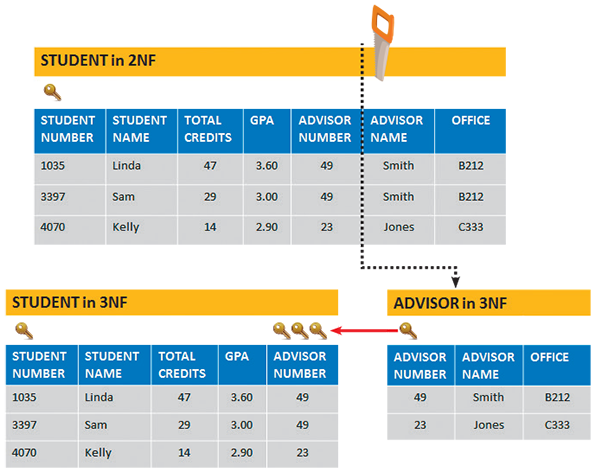 STUDENT in 2NF
STUDENT NUMBER STUDENT NAME TOTAL CREDITS GPA ADVISOR NUMBER ADVISOR NAME OFFICE
1035 Linda 47 3.60 49 Smith B212
3397 Sam 29 3.00 49 Smith B212
4070 Kelly 14 2.90 23 Jones C333
STUDENT in 3NF
STUDENT NUMBER STUDENT NAME TOTAL CREDITS GPA ADVISOR NUMBER
1035 Linda 47 3.60 49
3397 Sam 29 3.00 49
4070 Kelly 14 2.90 23
ADVISOR in 3NF
ADVISOR NUMBER ADVISOR NAME OFFICE
49 Smith B212
23 Jones C333